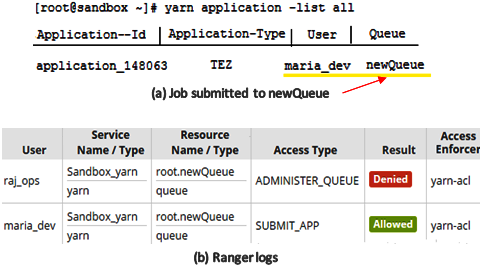 [root@sandbox ~]# yarn application -list all
Application--Id Application-Type User Queue
application_148063 TEZ maria_dev newQueue
(a) Job submitted to newQueue
User Service Name / Type Resource Name / Type Access Type Result Access Enforcer
raj_ops Sandbox_yarn yarn root.newQueue queue ADMINISTER_QUEUE Denied yarn-acl
maria_dev Sandbox_yarn yarn root.newQueue queue SUBMIT_APP Allowed yarn-acl
(b) Ranger logs